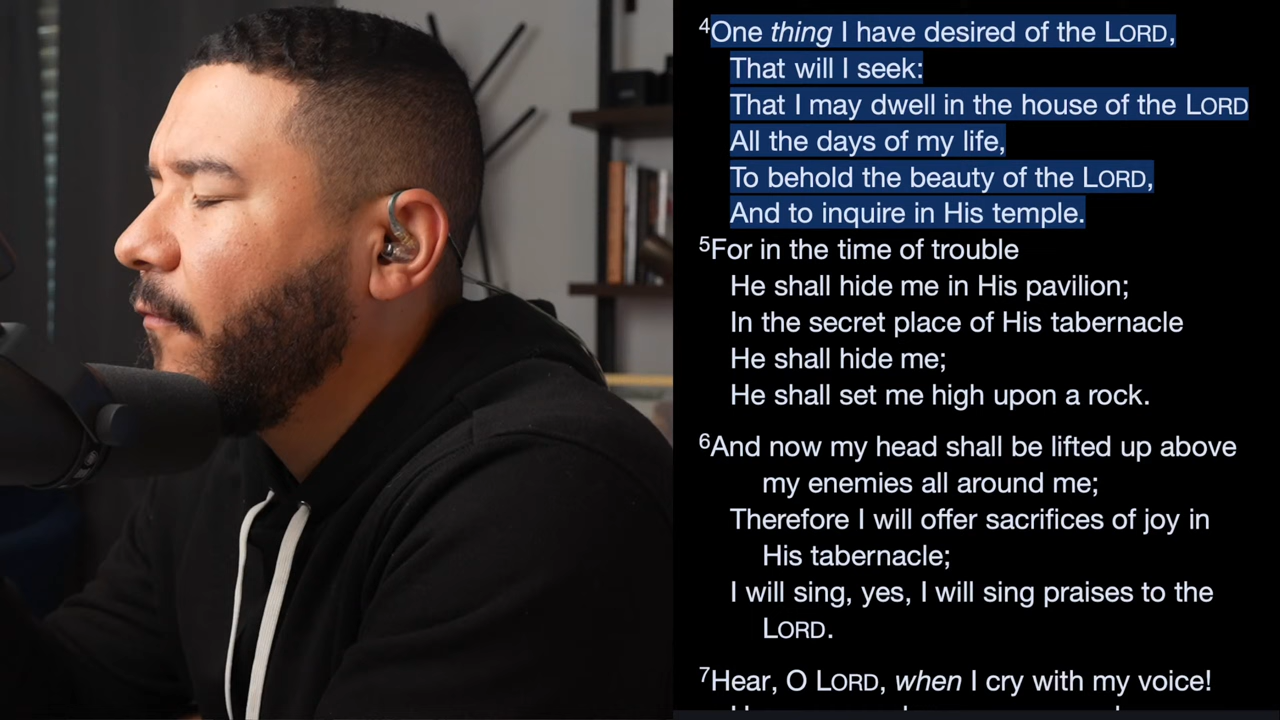 4One thing I have desired of the LORD,
That will I seek:
That I may dwell in the house of the LORD
All the days of my life,
To behold the beauty of the LORD,
And to inquire in His temple.
5For in the time of trouble
He shall hide me in His pavilion;
In the secret place of His tabernacle
He shall hide me;
He shall set me high upon a rock.
6And now my head shall be lifted up above
my enemies all around me;
Therefore I will offer sacrifices of joy in
His tabernacle;
I will sing, yes, I will sing praises to the
LORD.
7Hear, O LORD, when I cry with my voice!